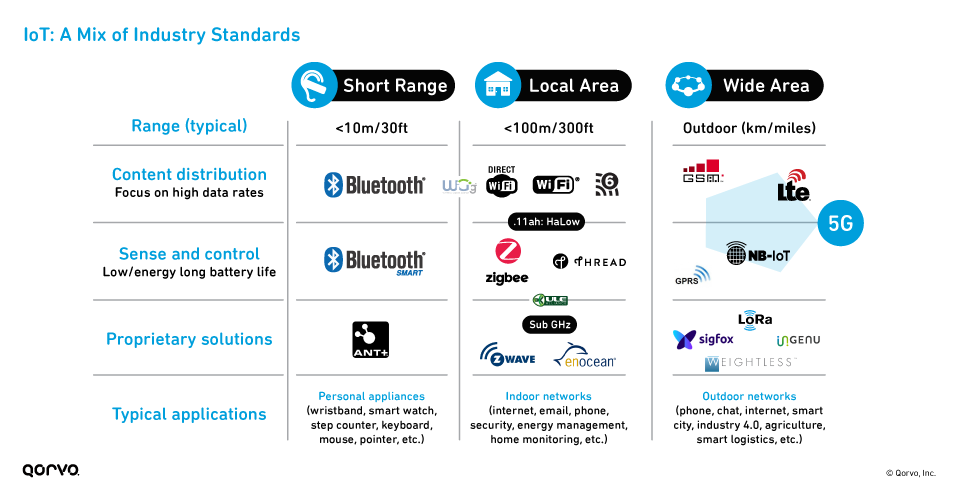 IoT: A Mix of Industry Standards
Short Range
Local Area
Wide Area
Range (typical)
<10m/30ft
<100m/300ft
Outdoor (km/miles)
Content distribution
Focus on high data rates
Bluetooth®
WiGig
DIRECT
WiFi
WiFi®
6
GSM
Lte
5G
.11ah: HaLow
Sense and control
Low/energy long battery life
Bluetooth®
SMART
zigbee
THREAD
NB-IoT
GPRS
ULE
Proprietary solutions
ANT+
Sub GHz
Z WAVE
enocean®
LoRa
sigfox
INGENU
WEIGHTLESS™
Typical applications
Personal appliances
(wristband, smart watch,
step counter, keyboard,
mouse, pointer, etc.)
Indoor networks
(internet, email, phone,
security, energy management,
home monitoring, etc.)
Outdoor networks
(phone, chat, internet, smart
city, industry 4.0, agriculture,
smart logistics, etc.)
QORVO
© Qorvo, Inc.